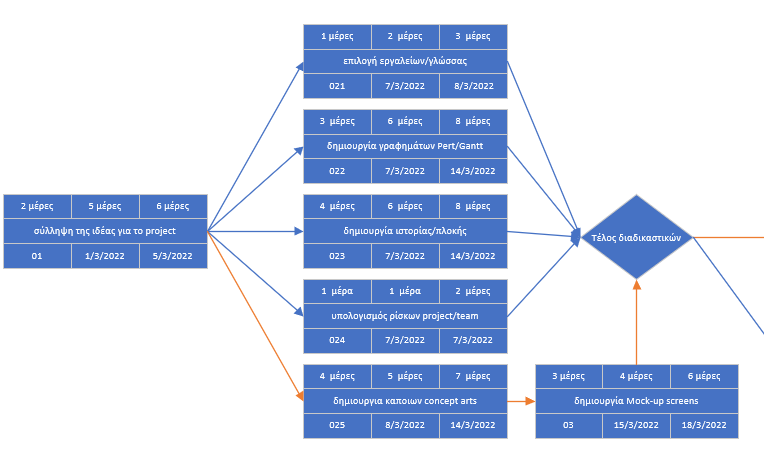 1 μέρες 2 μέρες 3 μέρες
επιλογή εργαλείων/γλώσσας
021 7/3/2022 8/3/2022
3 μέρες 6 μέρες 8 μέρες
δημιουργία γραφημάτων Pert/Gantt
022 7/3/2022 14/3/2022
2 μέρες 5 μέρες 6 μέρες
σύλληψη της ιδέας για το project
01 1/3/2022 5/3/2022
4 μέρες 6 μέρες 8 μέρες
δημιουργία ιστορίας/πλοκής
023 7/3/2022 14/3/2022
Τέλος διαδικαστικών
1 μέρα 1 μέρα 2 μέρες
υπολογισμός ρίσκων project/team
024 7/3/2022 7/3/2022
4 μέρες 5 μέρες 7 μέρες
δημιουργια καποιων concept arts
025 8/3/2022 14/3/2022
3 μέρες 4 μέρες 6 μέρες
δημιουργία Mock-up screens
03 15/3/2022 18/3/2022